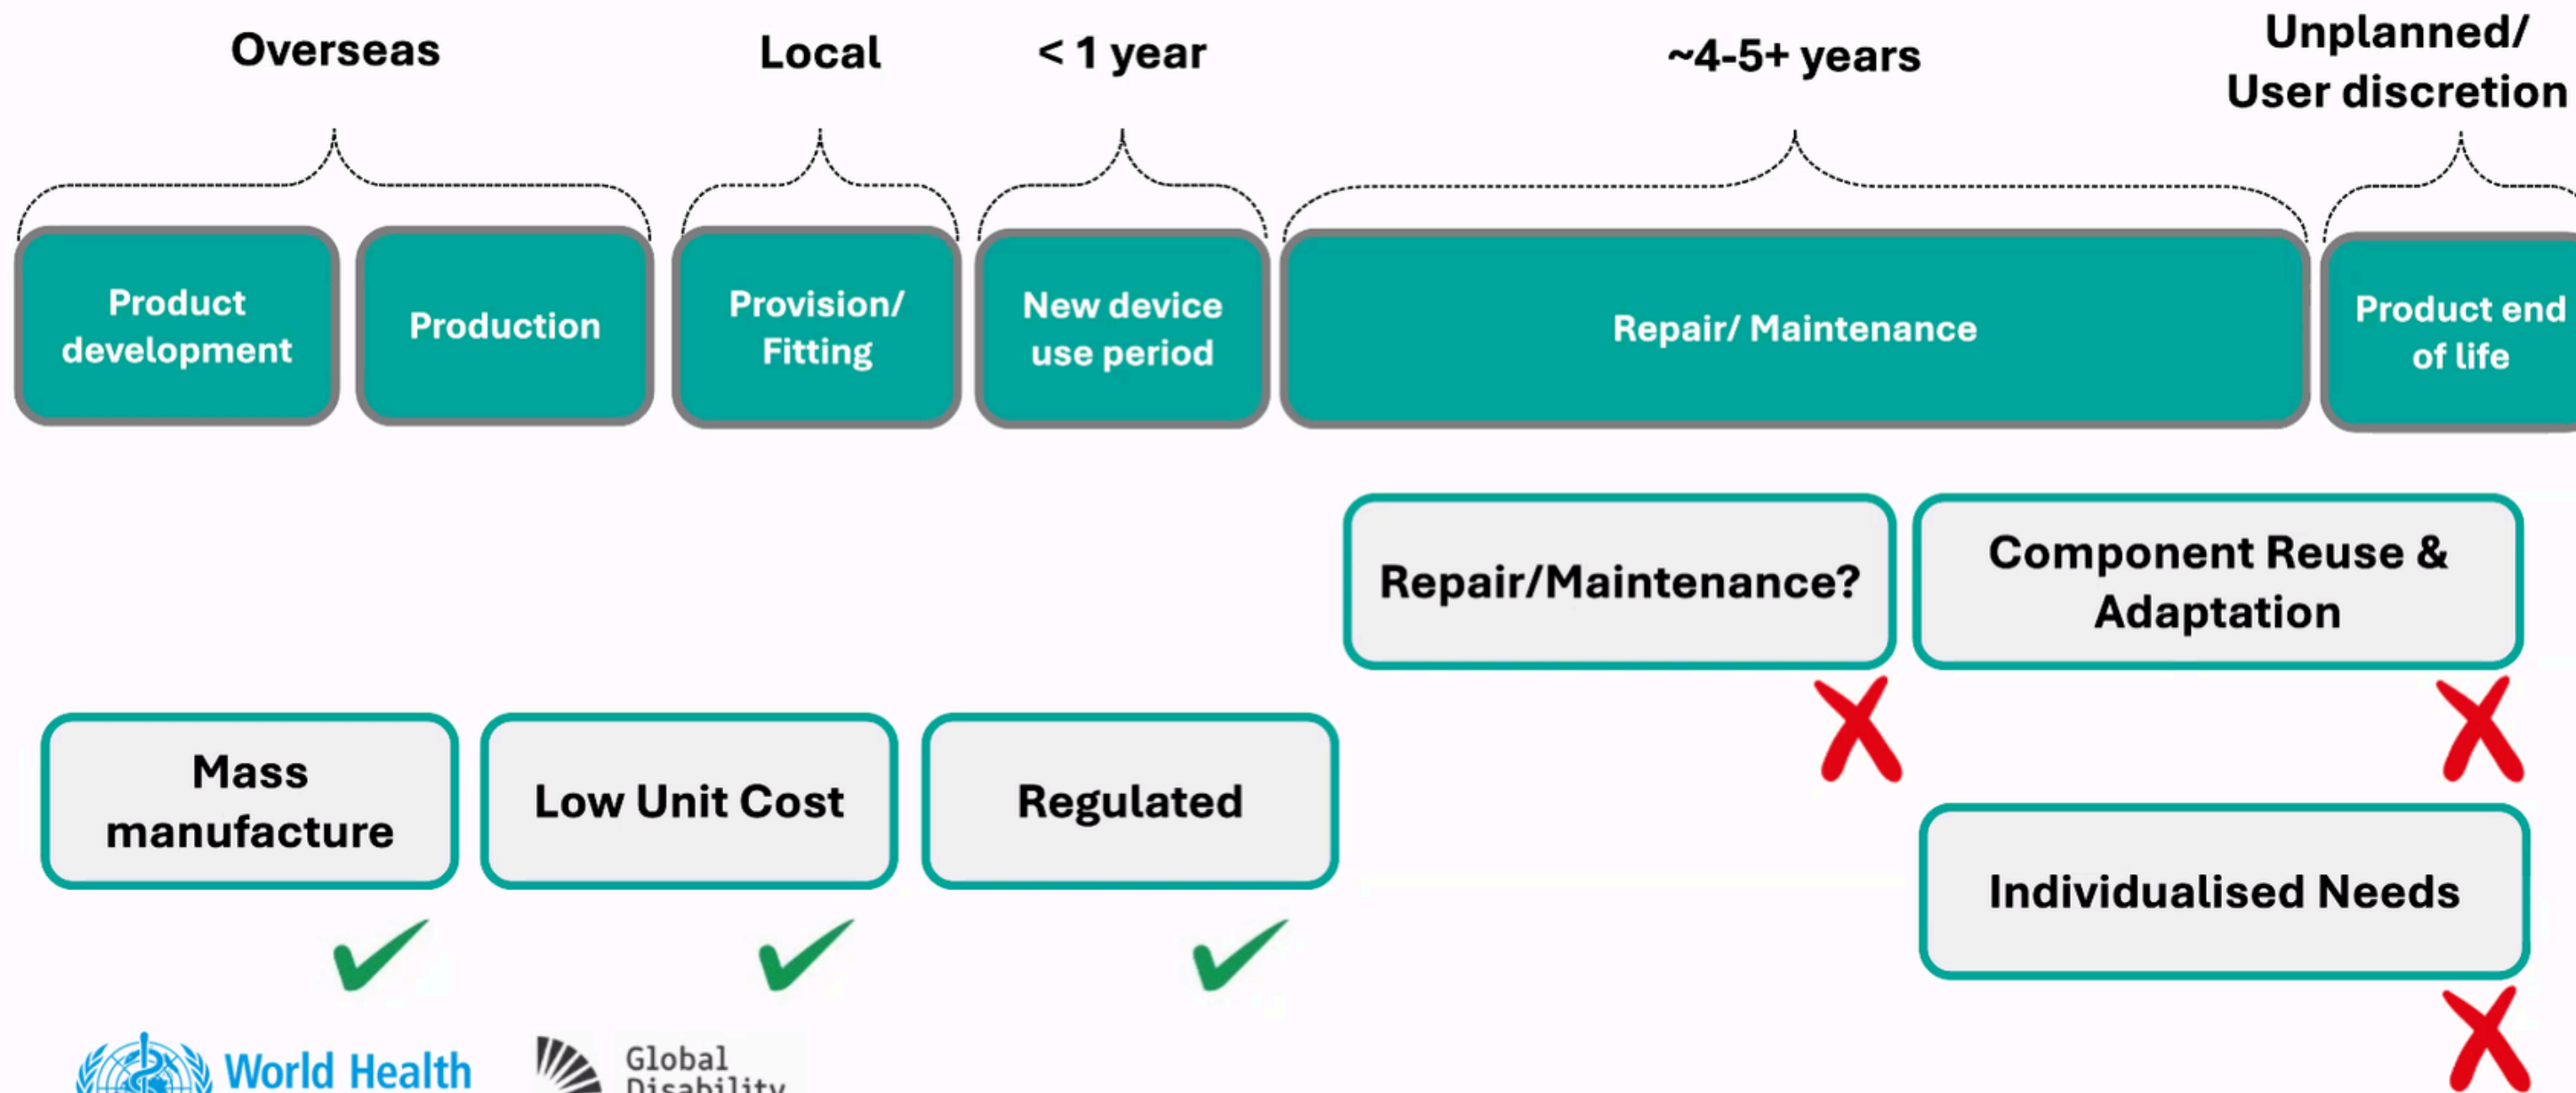 Overseas
Local
< 1 year
~4-5+ years
Unplanned/
User discretion
Product
development
Production
Provision/
Fitting
New device
use period
Repair/ Maintenance
Product end
of life
Repair/Maintenance?
Component Reuse &
Adaptation
Mass
manufacture
Low Unit Cost
Regulated
Individualised Needs
World Health
Global
Disability